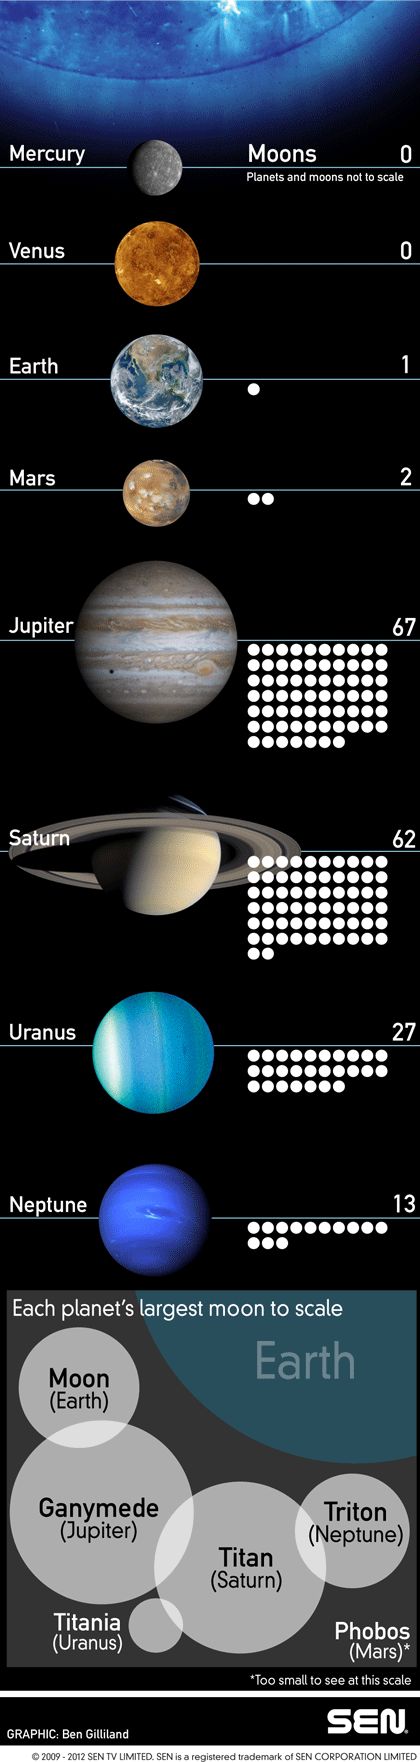 Mercury
Moons 0
Planets and moons not to scale
Venus 0
Earth 1
Mars 2
Jupiter 67
Saturn 62
Uranus 27
Neptune 13
Each planet's largest moon to scale
Earth
Moon
(Earth)
Ganymede
(Jupiter)
Triton
(Neptune)
Titan
(Saturn)
Titania
(Uranus)
Phobos
(Mars)*
*Too small to see at this scale
SEN.
GRAPHIC: Ben Gilliland
© 2009 - 2012 SEN TV LIMITED. SEN is a registered trademark of SEN CORPORATION LIMITED